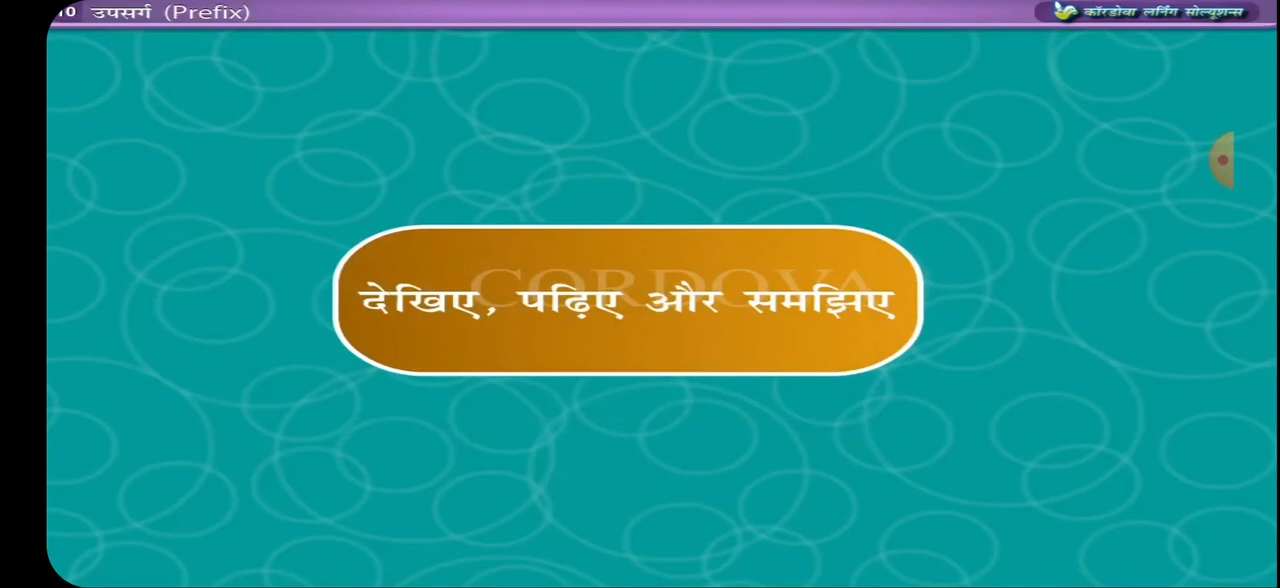 10 उपसर्ग (Prefix)
कॉरडोवा लर्निंग सोल्यूशन्स
CORDOVA
देखिए, पढ़िए और समझिए